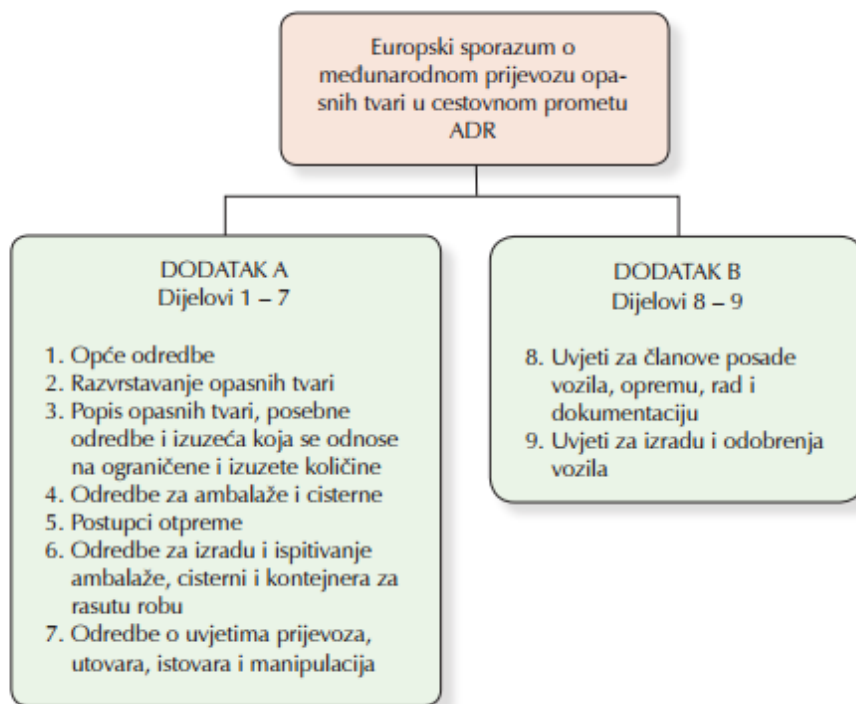 Europski sporazum o
međunarodnom prijevozu opa-
snih tvari u cestovnom prometu
ADR
DODATAK A
Dijelovi 1 – 7
1. Opće odredbe
2. Razvrstavanje opasnih tvari
3. Popis opasnih tvari, posebne
odredbe i izuzeća koja se odnose
na ograničene i izuzete količine
4. Odredbe za ambalaže i cisterne
5. Postupci otpreme
6. Odredbe za izradu i ispitivanje
ambalaže, cisterni i kontejnera za
rasutu robu
7. Odredbe o uvjetima prijevoza,
utovara, istovara i manipulacija
DODATAK B
Dijelovi 8 – 9
8. Uvjeti za članove posade
vozila, opremu, rad i
dokumentaciju
9. Uvjeti za izradu i odobrenja
vozila